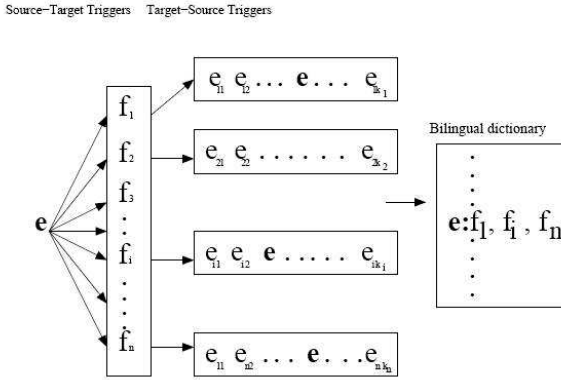 Source–Target Triggers Target–Source Triggers
e₁₁ e₁₂ ... e ... e₁ₖ₁
f₁
Bilingual dictionary
f₂
e₂₁ e₂₂ ...... e₂ₖ₂
f₃
e
e:f₁, fᵢ , fₙ
fᵢ
eᵢ₁ eᵢ₂ e ..... eᵢₖᵢ
fₙ
e₁₁ eₙ₂ ... e ...eₙₖₙ